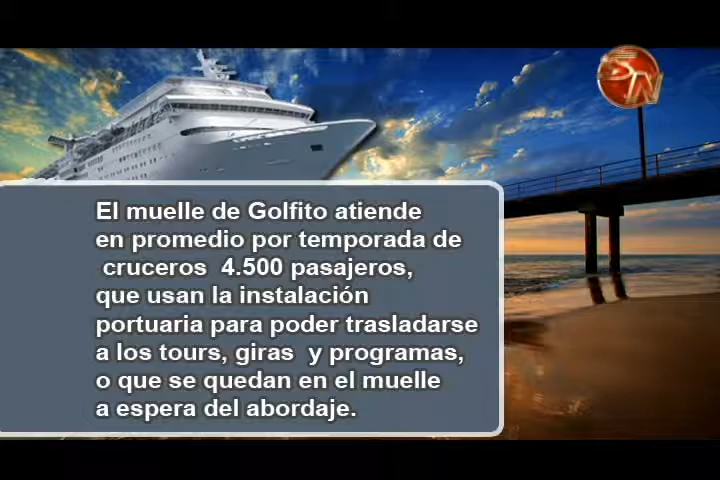 El muelle de Golfito atiende
en promedio por temporada de
cruceros 4.500 pasajeros,
que usan la instalación
portuaria para poder trasladarse
a los tours, giras y programas,
o que se quedan en el muelle
a espera del abordaje.